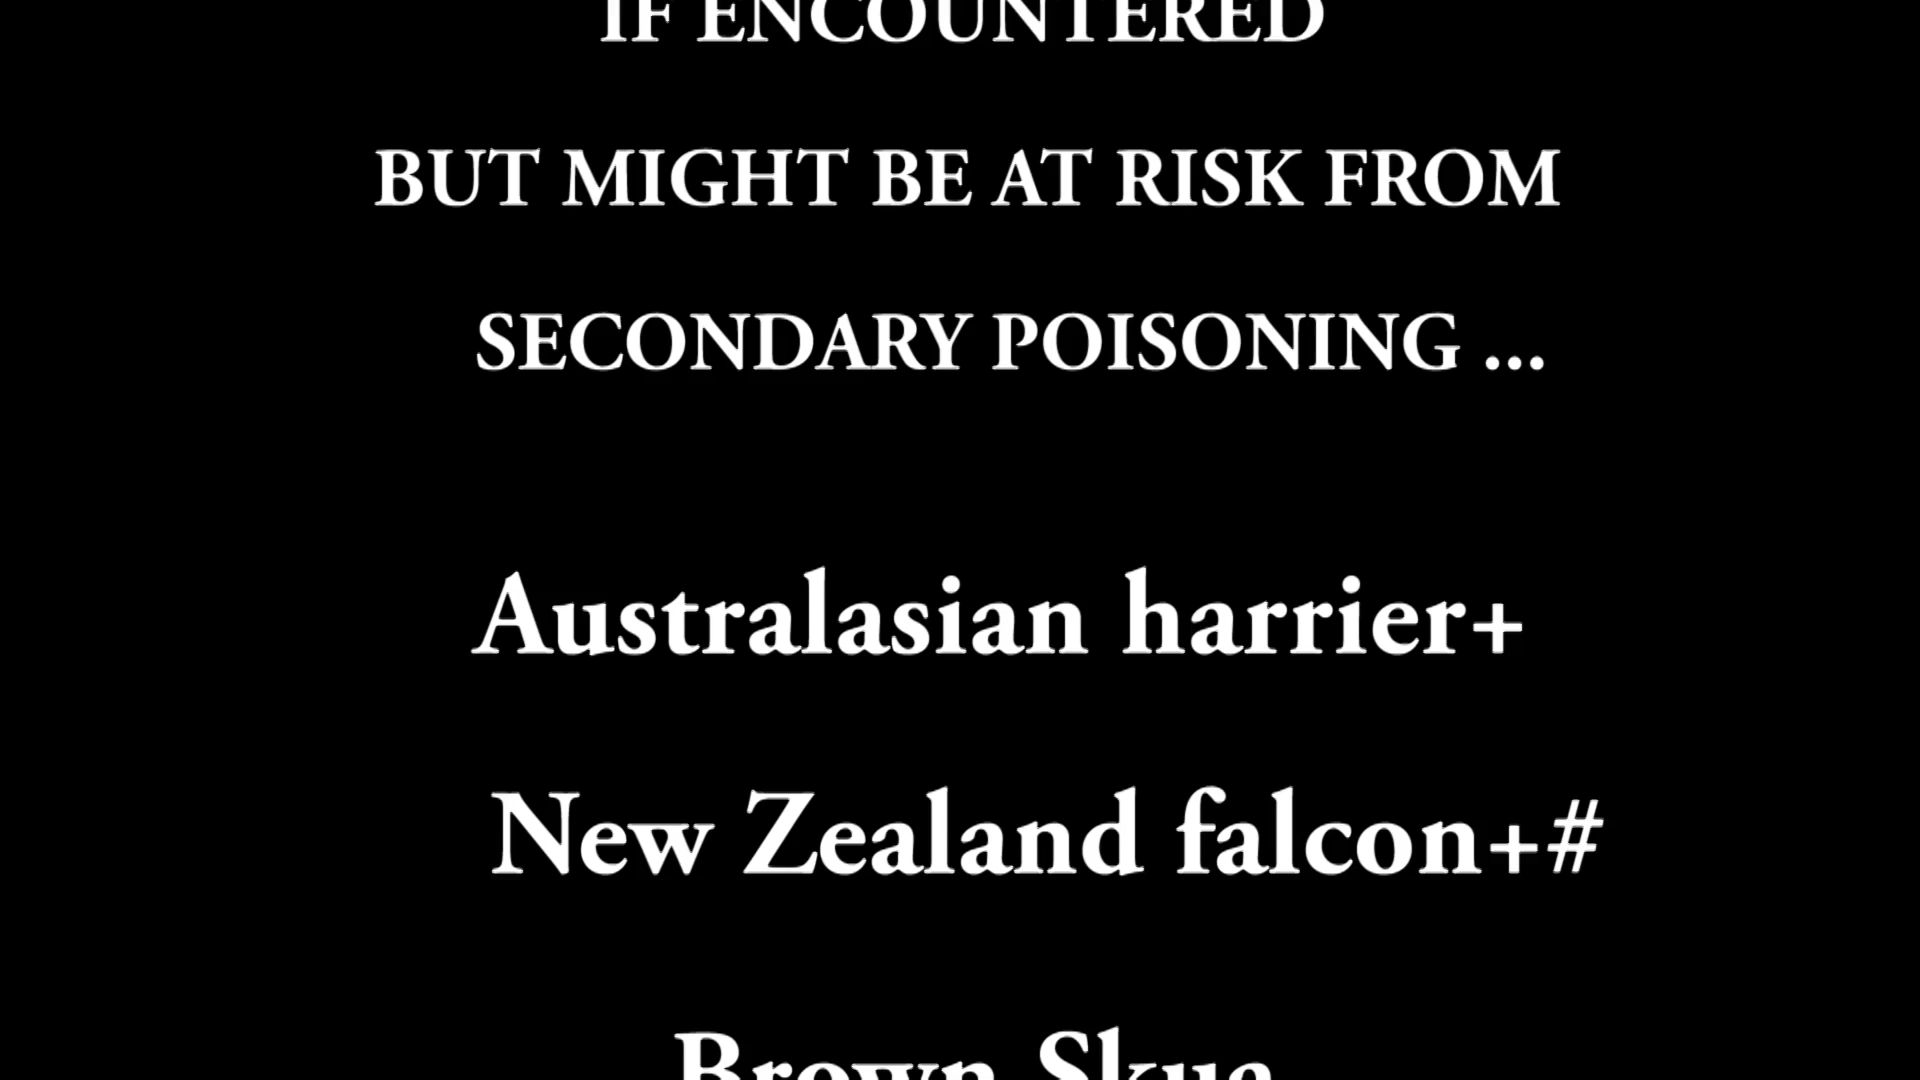 IF ENCOUNTERED
BUT MIGHT BE AT RISK FROM
SECONDARY POISONING ...
Australasian harrier+
New Zealand falcon+#
Brown Skua